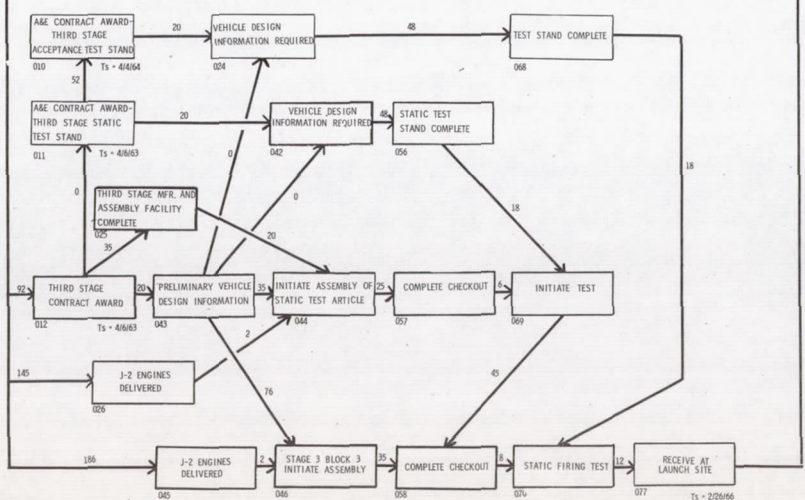 A&E CONTRACT AWARD-
THIRD STAGE
ACCEPTANCE TEST STAND
010
Ts = 4/4/64
20
VEHICLE DESIGN
INFORMATION REQUIRED
024
48
TEST STAND COMPLETE
068
52
A&E CONTRACT AWARD-
THIRD STAGE STATIC
TEST STAND
011
Ts = 4/6/63
20
VEHICLE DESIGN
INFORMATION REQUIRED
042
48
STATIC TEST
STAND COMPLETE
056
0
0
0
18
18
THIRD STAGE MFR. AND
ASSEMBLY FACILITY
COMPLETE
025
35
20
92
THIRD STAGE
CONTRACT AWARD
012
Ts = 4/6/63
20
PRELIMINARY VEHICLE
DESIGN INFORMATION
043
35
INITIATE ASSEMBLY OF
STATIC TEST ARTICLE
044
25
COMPLETE CHECKOUT
057
6
INITIATE TEST
069
2
145
J-2 ENGINES
DELIVERED
026
76
45
186
J-2 ENGINES
DELIVERED
045
2
STAGE 3 BLOCK 3
INITIATE ASSEMBLY
046
35
COMPLETE CHECKOUT
058
8
STATIC FIRING TEST
070
12
RECEIVE AT
LAUNCH SITE
077
Ts = 2/26/66